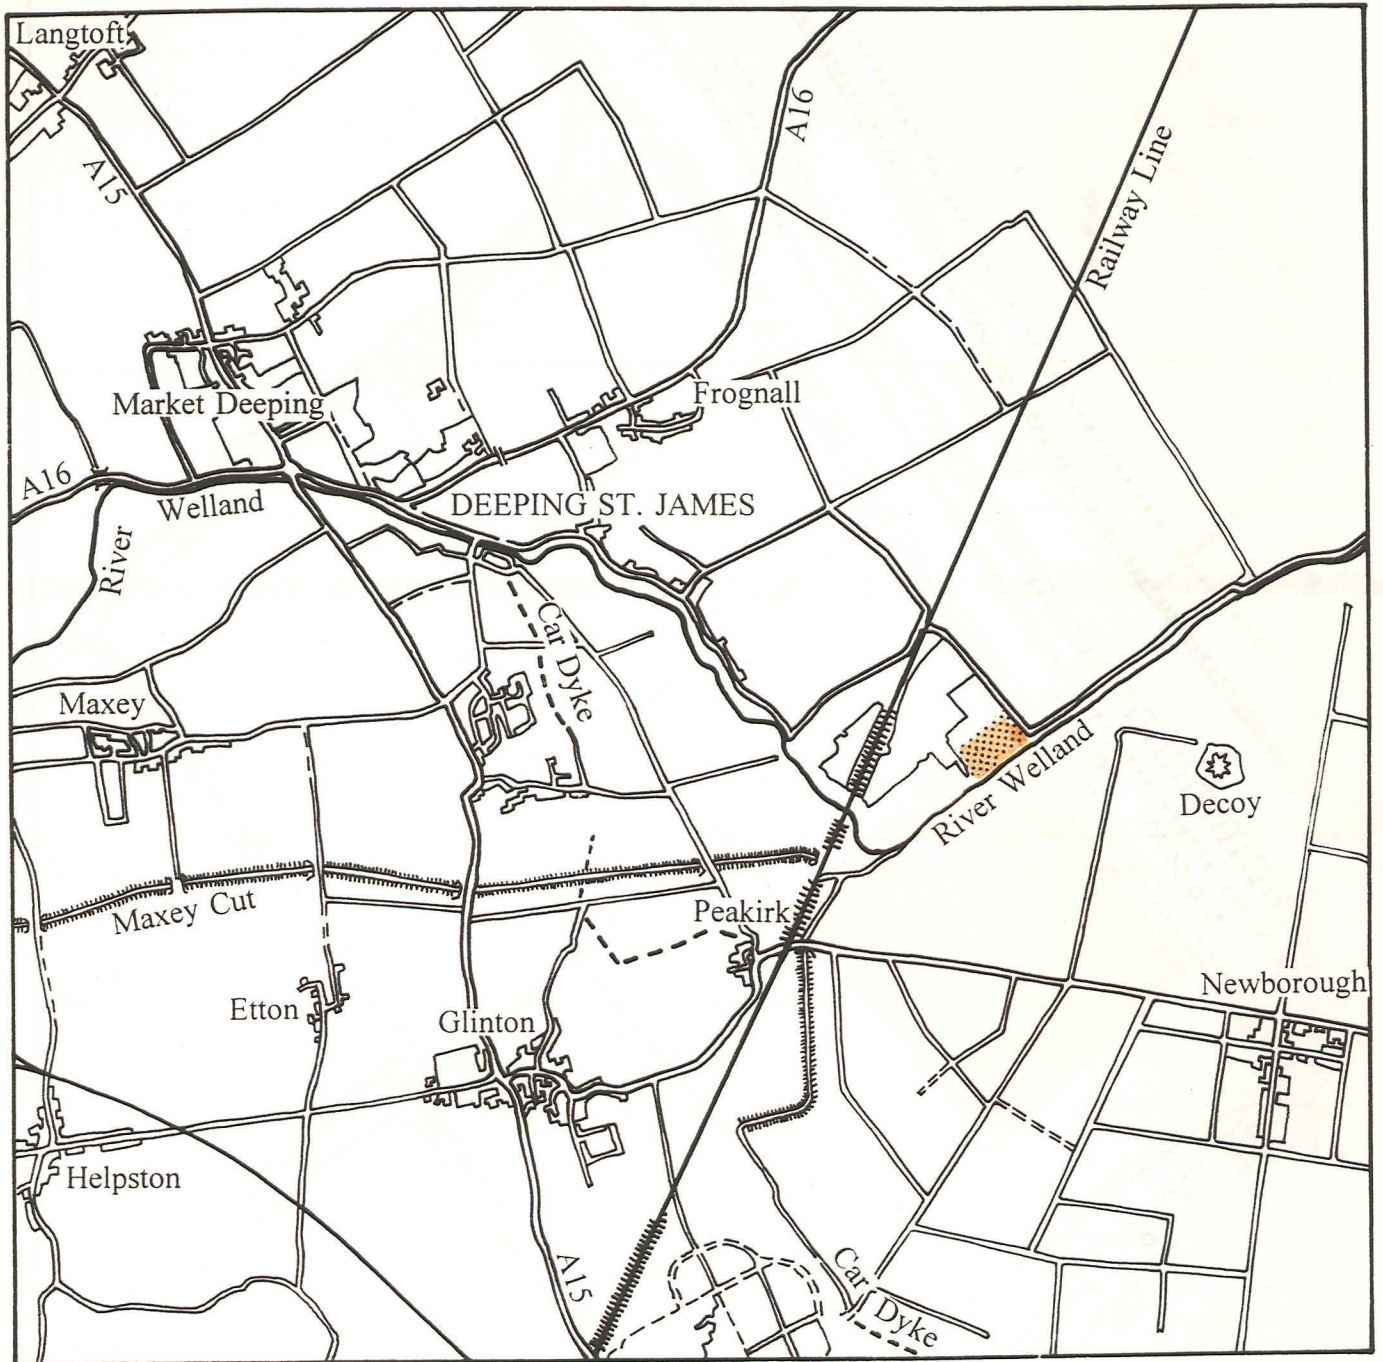 Langtoft
A15
A16
Railway Line
Market Deeping
Frognall
A16
Welland
DEEPING ST. JAMES
River
Car Dyke
Maxey
River Welland
Decoy
Maxey Cut
Peakirk
Newborough
Etton
Glinton
Helpston
A15
Car Dyke